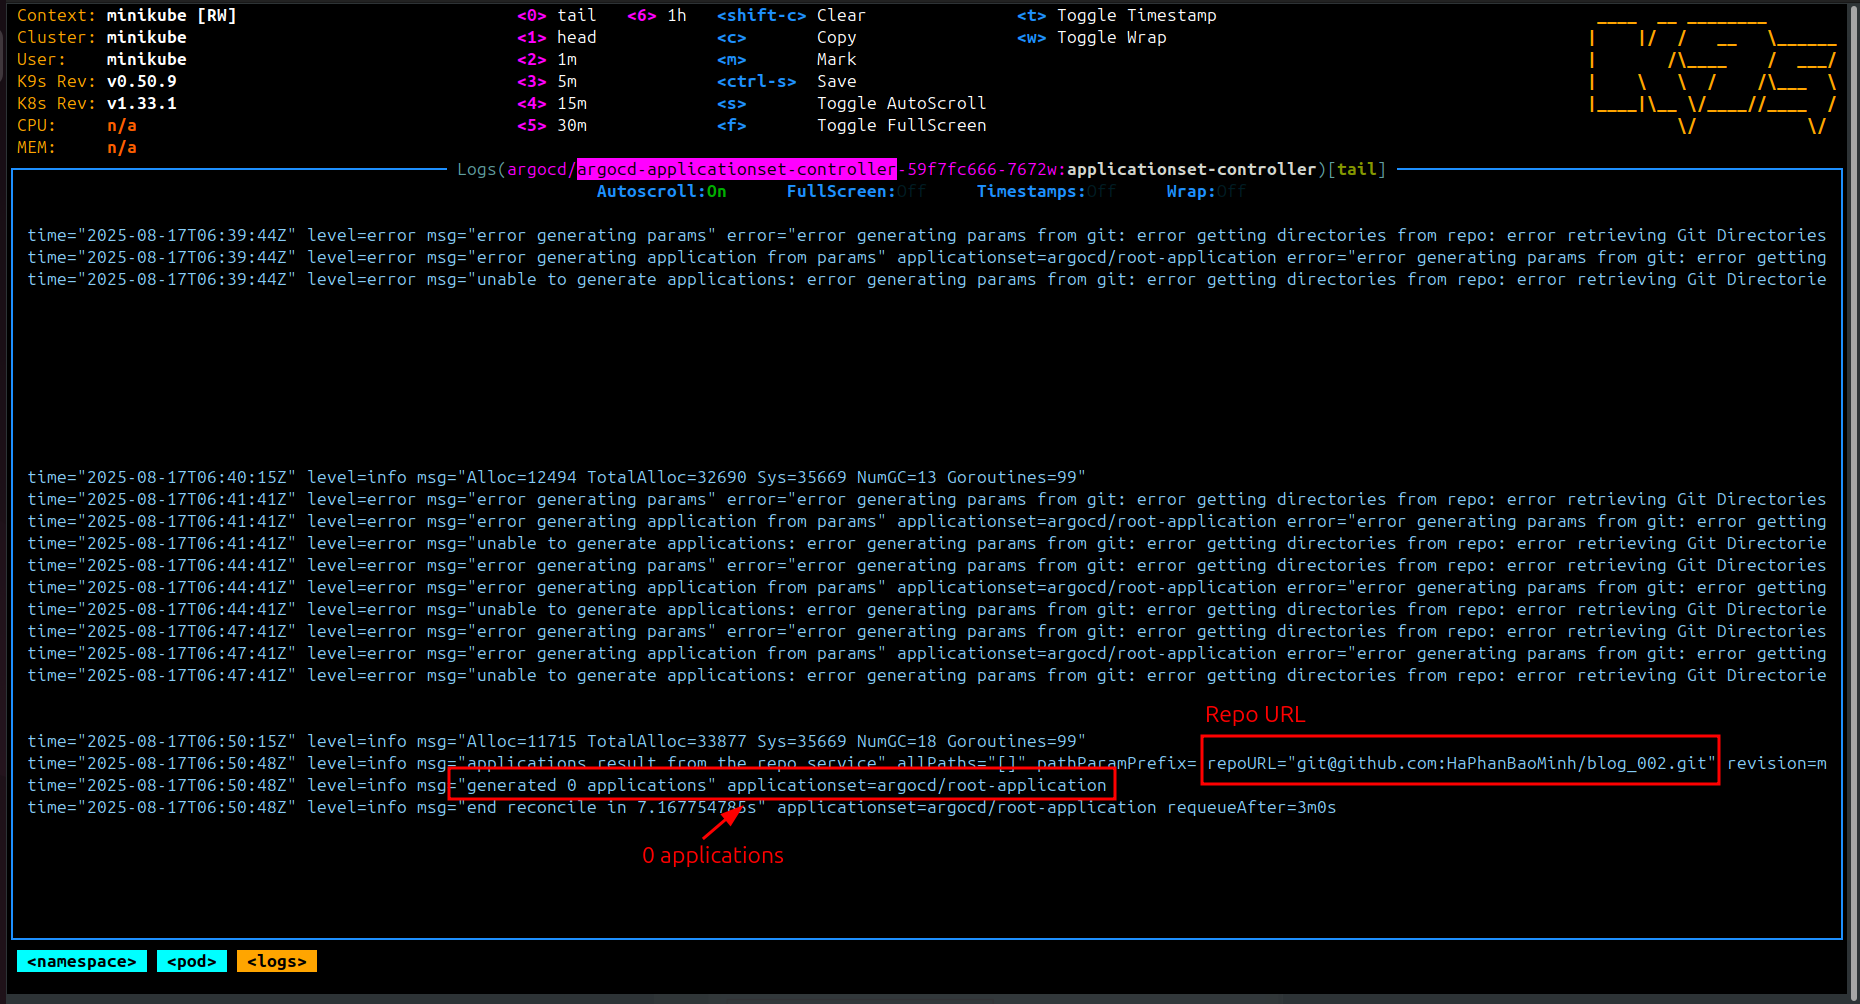 Context: minikube [RW] <0> tail <6> 1h <shift-c> Clear <t> Toggle Timestamp
Cluster: minikube <1> head <c> Copy <w> Toggle Wrap
User: minikube <2> 1m <m> Mark
K9s Rev: v0.50.9 <3> 5m <ctrl-s> Save
K8s Rev: v1.33.1 <4> 15m <s> Toggle AutoScroll
CPU: n/a <5> 30m <f> Toggle FullScreen
MEM: n/a
Logs(argocd/argocd-applicationset-controller-59f7fc666-7672w:applicationset-controller)[tail]
Autoscroll:On FullScreen:Off Timestamps:Off Wrap:Off
time="2025-08-17T06:39:44Z" level=error msg="error generating params" error="error generating params from git: error getting directories from repo: error retrieving Git Directories
time="2025-08-17T06:39:44Z" level=error msg="error generating application from params" applicationset=argocd/root-application error="error generating params from git: error getting
time="2025-08-17T06:39:44Z" level=error msg="unable to generate applications: error generating params from git: error getting directories from repo: error retrieving Git Directorie
time="2025-08-17T06:40:15Z" level=info msg="Alloc=12494 TotalAlloc=32690 Sys=35669 NumGC=13 Goroutines=99"
time="2025-08-17T06:41:41Z" level=error msg="error generating params" error="error generating params from git: error getting directories from repo: error retrieving Git Directories
time="2025-08-17T06:41:41Z" level=error msg="error generating application from params" applicationset=argocd/root-application error="error generating params from git: error getting
time="2025-08-17T06:41:41Z" level=error msg="unable to generate applications: error generating params from git: error getting directories from repo: error retrieving Git Directorie
time="2025-08-17T06:44:41Z" level=error msg="error generating params" error="error generating params from git: error getting directories from repo: error retrieving Git Directories
time="2025-08-17T06:44:41Z" level=error msg="error generating application from params" applicationset=argocd/root-application error="error generating params from git: error getting
time="2025-08-17T06:44:41Z" level=error msg="unable to generate applications: error generating params from git: error getting directories from repo: error retrieving Git Directorie
time="2025-08-17T06:47:41Z" level=error msg="error generating params" error="error generating params from git: error getting directories from repo: error retrieving Git Directories
time="2025-08-17T06:47:41Z" level=error msg="error generating application from params" applicationset=argocd/root-application error="error generating params from git: error getting
time="2025-08-17T06:47:41Z" level=error msg="unable to generate applications: error generating params from git: error getting directories from repo: error retrieving Git Directorie
Repo URL
time="2025-08-17T06:50:15Z" level=info msg="Alloc=11715 TotalAlloc=33877 Sys=35669 NumGC=18 Goroutines=99"
time="2025-08-17T06:50:48Z" level=info msg="applications result from the repo service" allPaths="[]" pathParamPrefix= repoURL="git@github.com:HaPhanBaoMinh/blog_002.git" revision=m
time="2025-08-17T06:50:48Z" level=info msg="generated 0 applications" applicationset=argocd/root-application
time="2025-08-17T06:50:48Z" level=info msg="end reconcile in 7.167754785s" applicationset=argocd/root-application requeueAfter=3m0s
0 applications
<namespace> <pod> <logs>